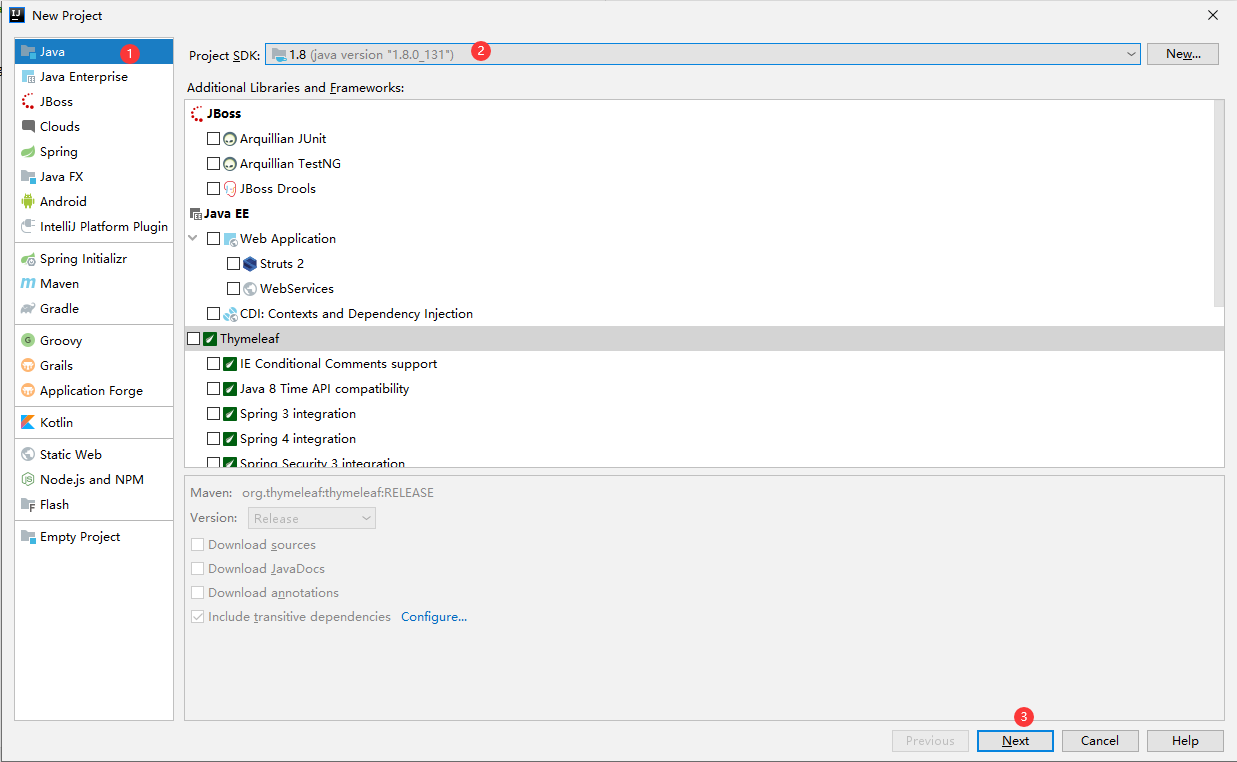 New Project
Java 1
Java Enterprise
JBoss
Clouds
Spring
Java FX
Android
IntelliJ Platform Plugin
Spring Initializr
Maven
Gradle
Groovy
Grails
Application Forge
Kotlin
Static Web
Node.js and NPM
Flash
Empty Project
Project SDK: 1.8 (java version "1.8.0_131") 2 New...
Additional Libraries and Frameworks:
JBoss
Arquillian JUnit
Arquillian TestNG
JBoss Drools
Java EE
Web Application
Struts 2
WebServices
CDI: Contexts and Dependency Injection
Thymeleaf
IE Conditional Comments support
Java 8 Time API compatibility
Spring 3 integration
Spring 4 integration
Spring Security 3 integration
Maven: org.thymeleaf:thymeleaf:RELEASE
Version: Release
Download sources
Download JavaDocs
Download annotations
Include transitive dependencies Configure...
3
Previous Next Cancel Help